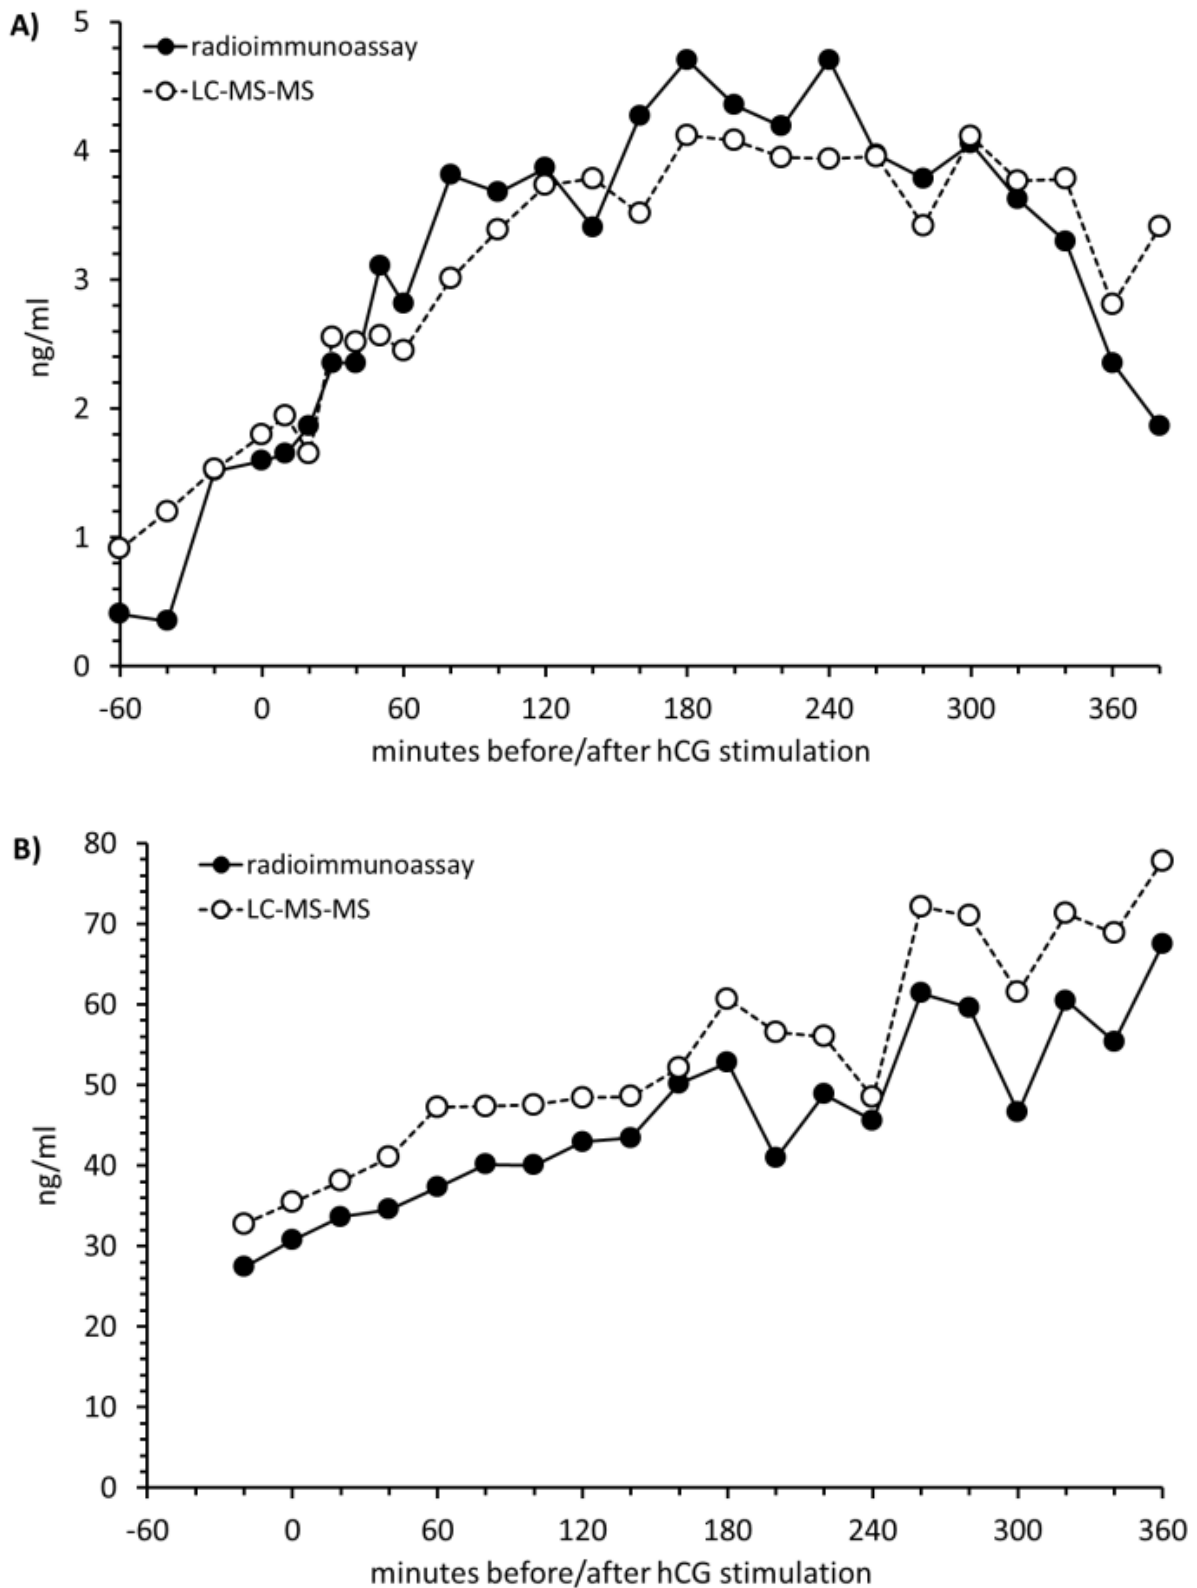 A)
radioimmunoassay
LC-MS-MS
5
4
3
2
1
0
ng/ml
-60 0 60 120 180 240 300 360
minutes before/after hCG stimulation
B)
radioimmunoassay
LC-MS-MS
80
70
60
50
40
30
20
10
0
ng/ml
-60 0 60 120 180 240 300 360
minutes before/after hCG stimulation